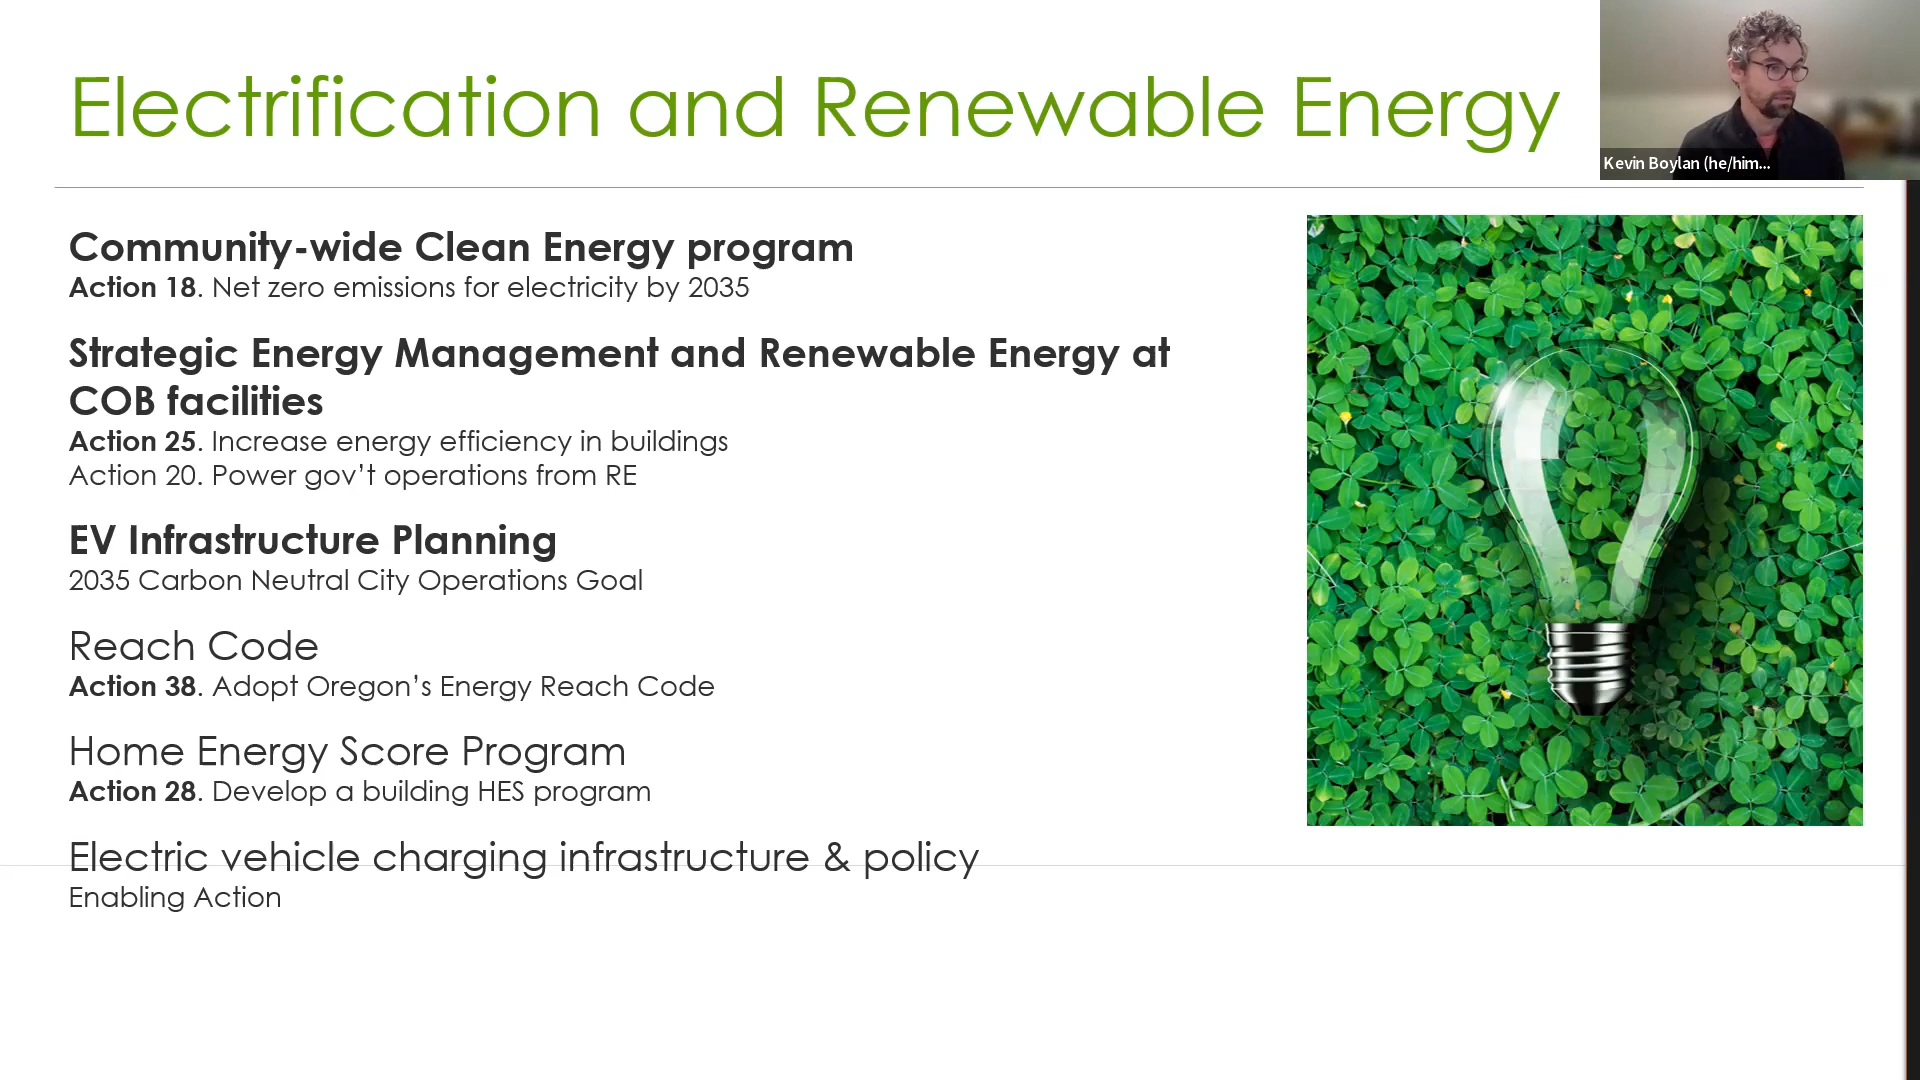 Electrification and Renewable Energy
Kevin Boylan (he/him...
Community-wide Clean Energy program
Action 18. Net zero emissions for electricity by 2035
Strategic Energy Management and Renewable Energy at
COB facilities
Action 25. Increase energy efficiency in buildings
Action 20. Power gov’t operations from RE
EV Infrastructure Planning
2035 Carbon Neutral City Operations Goal
Reach Code
Action 38. Adopt Oregon’s Energy Reach Code
Home Energy Score Program
Action 28. Develop a building HES program
Electric vehicle charging infrastructure & policy
Enabling Action